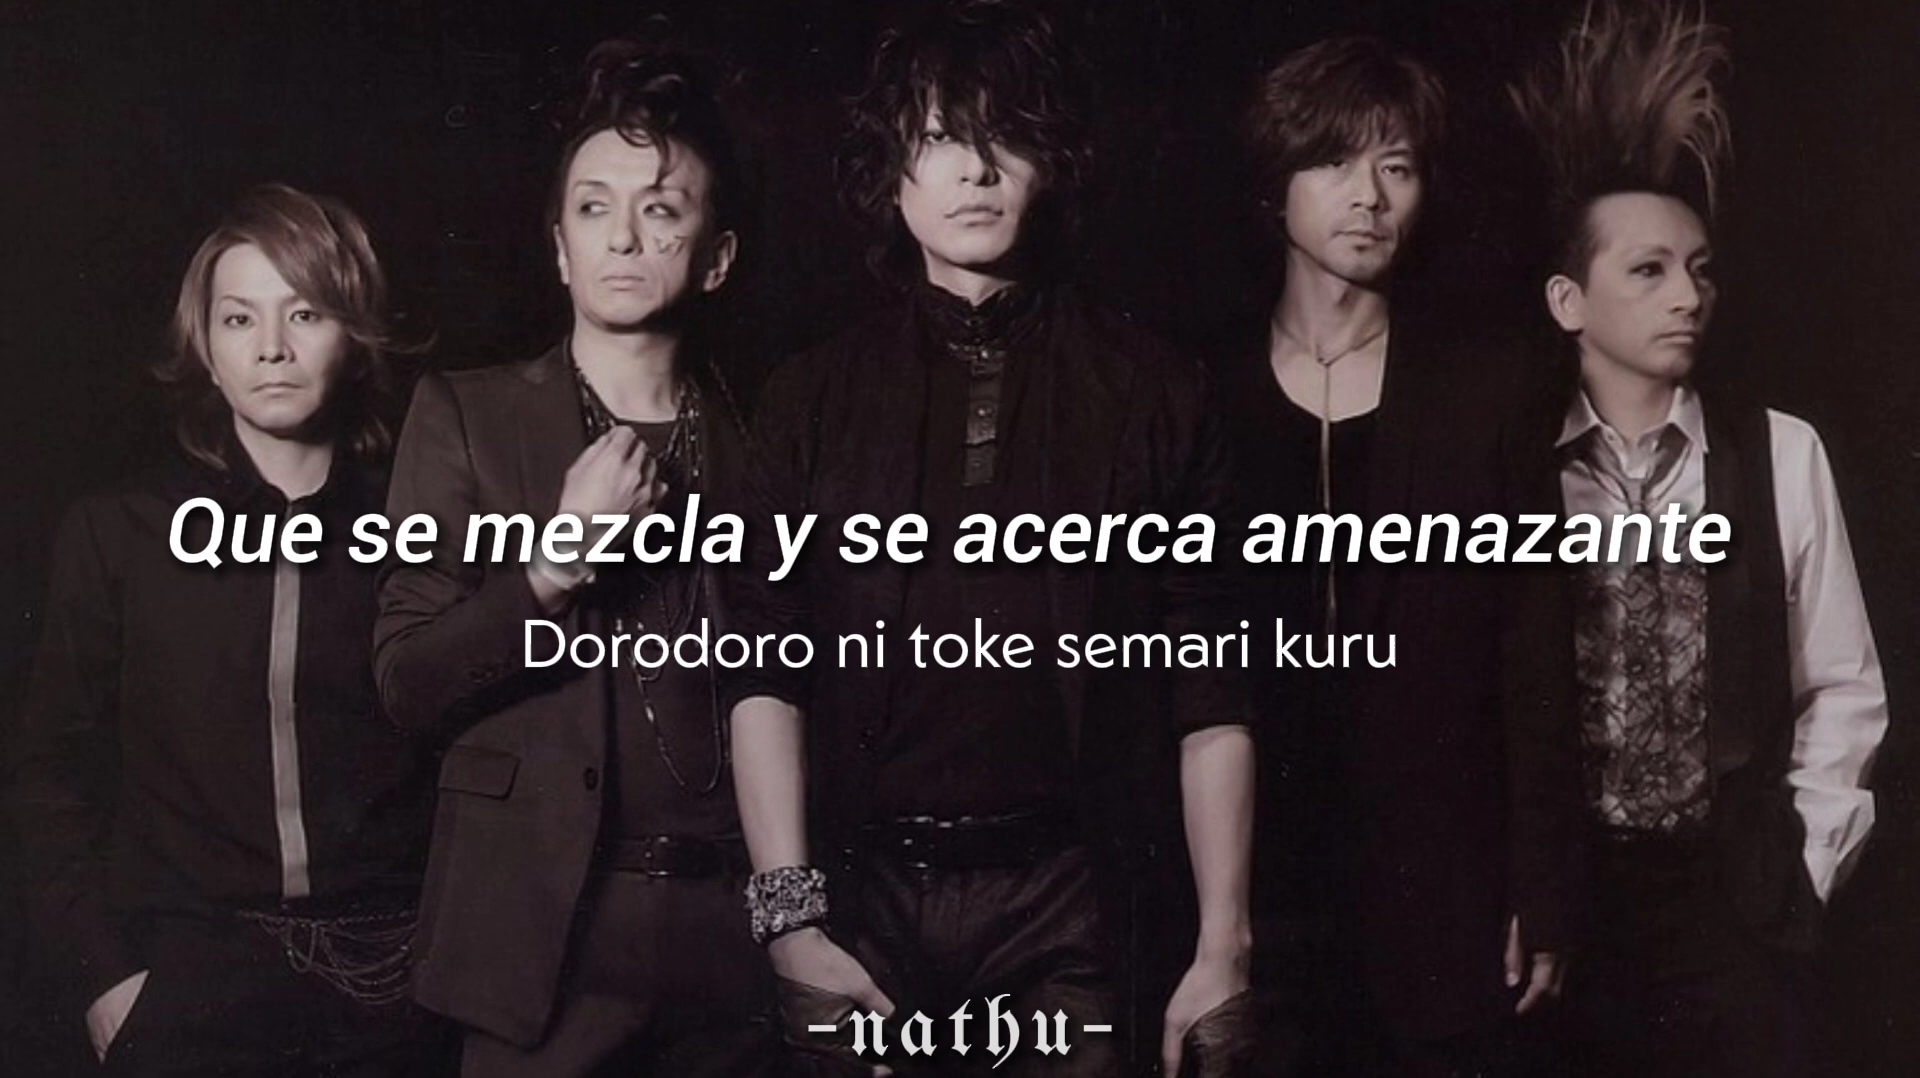 Que se mezcla y se acerca amenazante
Dorodoro ni toke semari kuru
-nathu-